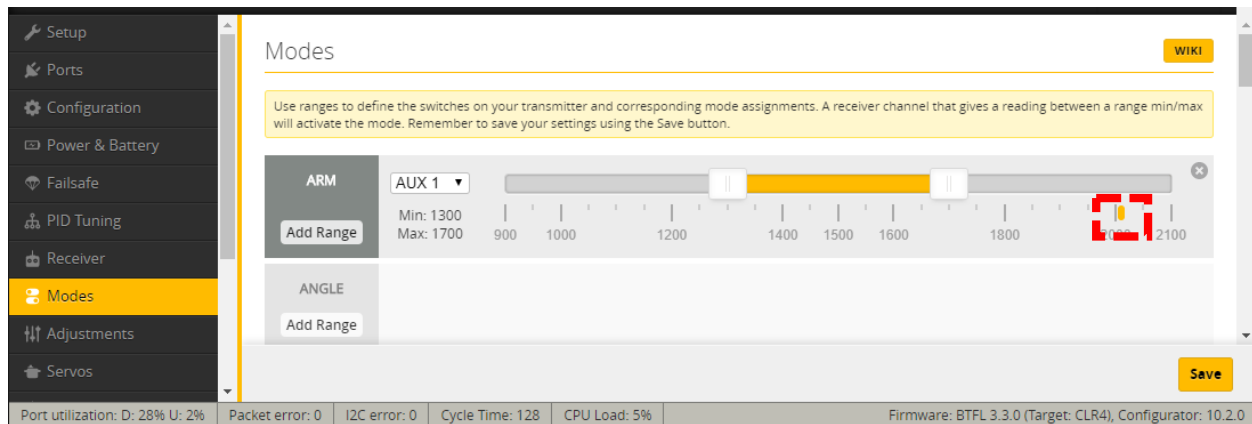 Setup
Ports
Configuration
Power & Battery
Failsafe
PID Tuning
Receiver
Modes
Adjustments
Servos
Modes
WIKI
Use ranges to define the switches on your transmitter and corresponding mode assignments. A receiver channel that gives a reading between a range min/max
will activate the mode. Remember to save your settings using the Save button.
ARM
Add Range
AUX 1
Min: 1300
Max: 1700
900 1000 1200 1400 1500 1600 1800 2000 2100
ANGLE
Add Range
Save
Port utilization: D: 28% U: 2% Packet error: 0 I2C error: 0 Cycle Time: 128 CPU Load: 5% Firmware: BTFL 3.3.0 (Target: CLR4), Configurator: 10.2.0